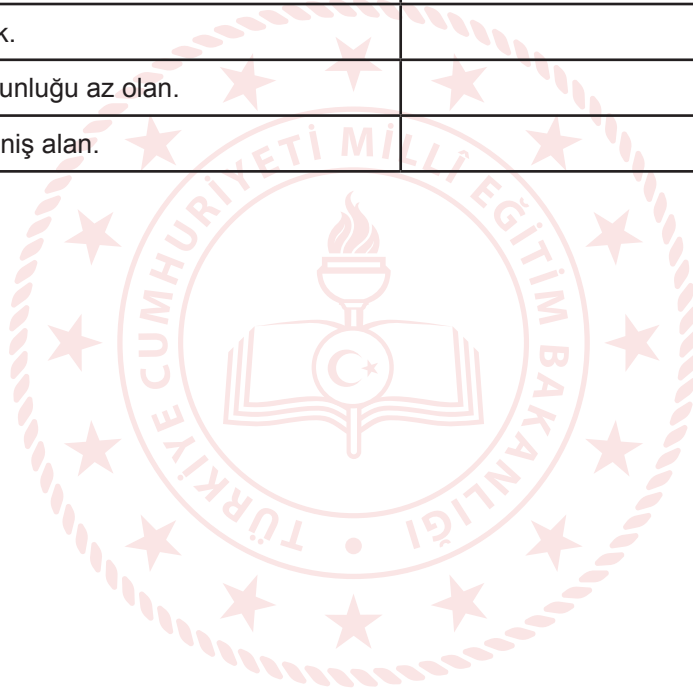 k.
unluğu az olan.
niş alan.
TÜRKİYE CUMHURİYETİ MİLLÎ EĞİTİM BAKANLIĞI